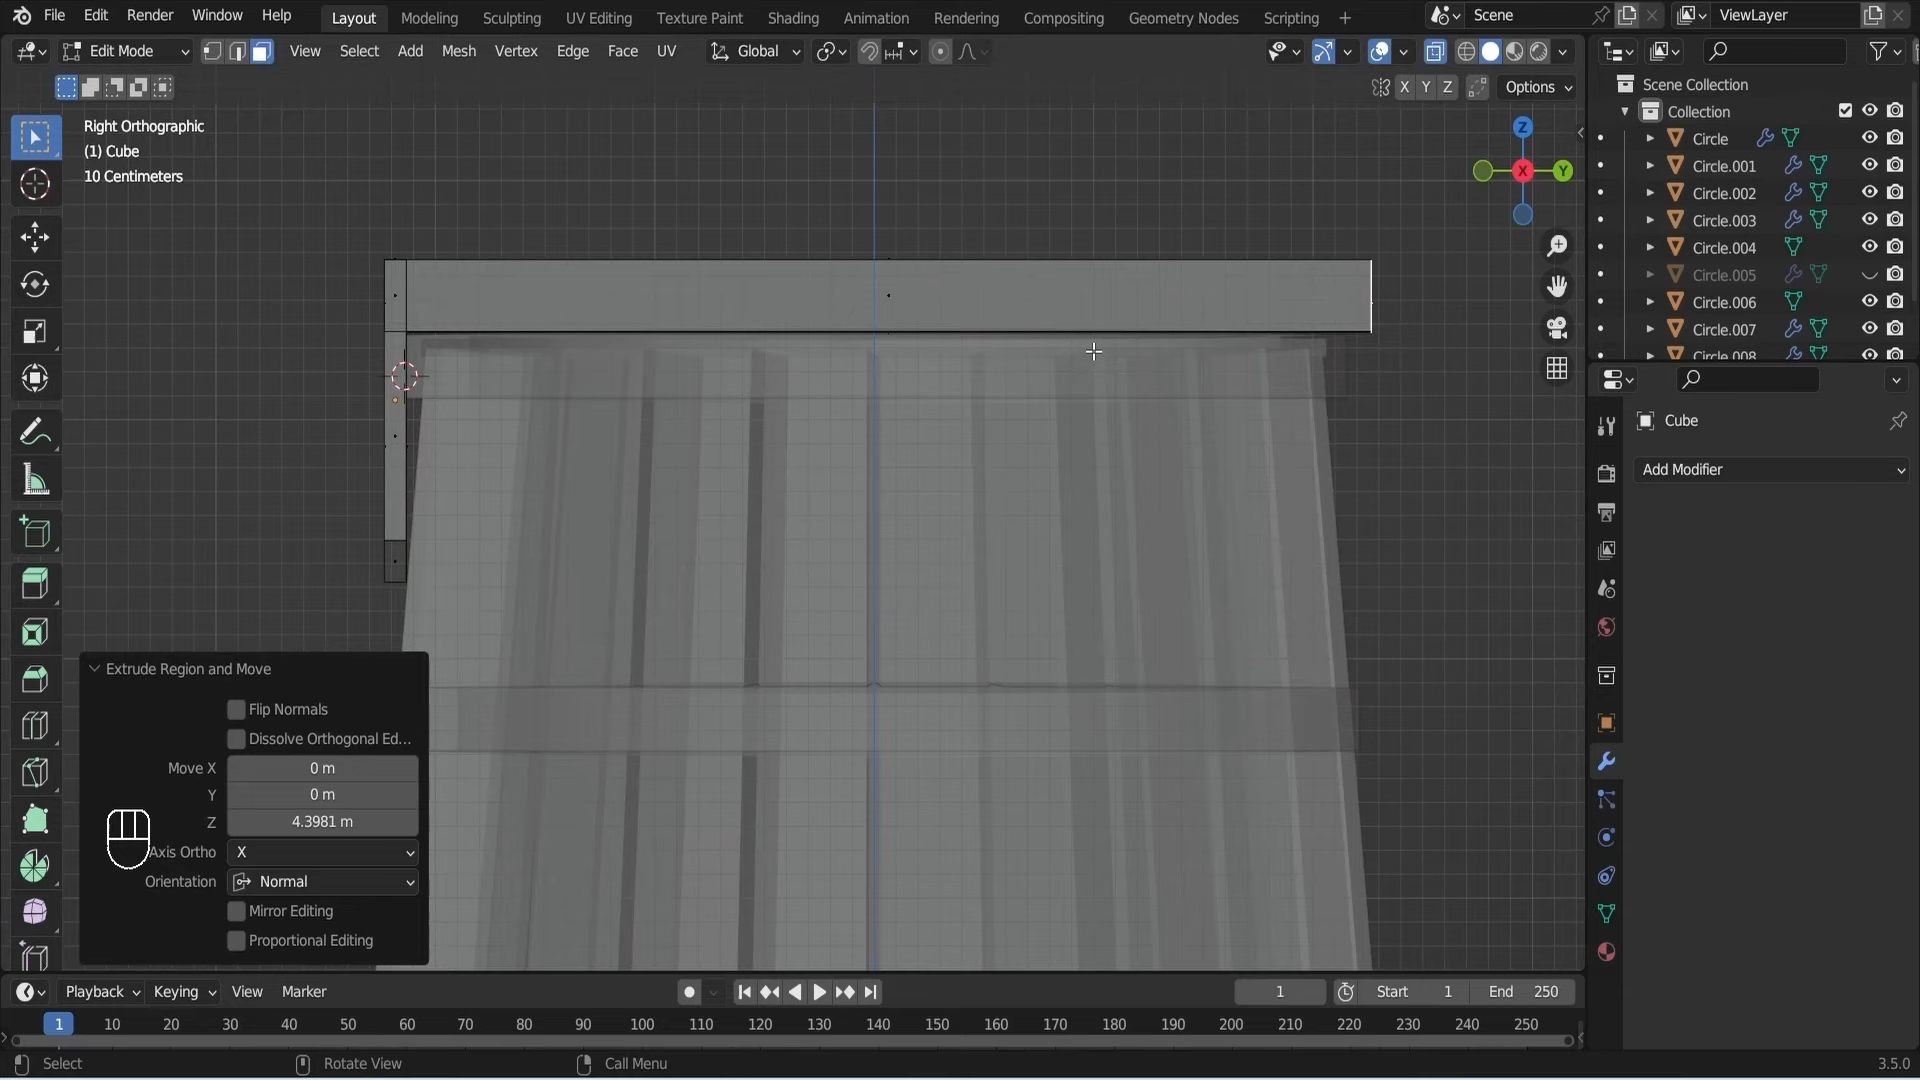 File Edit Render Window Help Layout Modeling Sculpting UV Editing Texture Paint Shading Animation Rendering Compositing Geometry Nodes Scripting + Scene ViewLayer
Edit Mode View Select Add Mesh Vertex Edge Face UV Global
X Y Z Options
Right Orthographic
(1) Cube
10 Centimeters
Z
X
Y
Scene Collection
Collection
Circle
Circle.001
Circle.002
Circle.003
Circle.004
Circle.005
Circle.006
Circle.007
Circle.008
Cube
Add Modifier
Extrude Region and Move
Flip Normals
Dissolve Orthogonal Ed...
Move X 0 m
Y 0 m
Z 4.3981 m
Axis Ortho X
Orientation Normal
Mirror Editing
Proportional Editing
Playback Keying View Marker 1 Start 1 End 250
1 10 20 30 40 50 60 70 80 90 100 110 120 130 140 150 160 170 180 190 200 210 220 230 240 250
Select Rotate View Call Menu 3.5.0